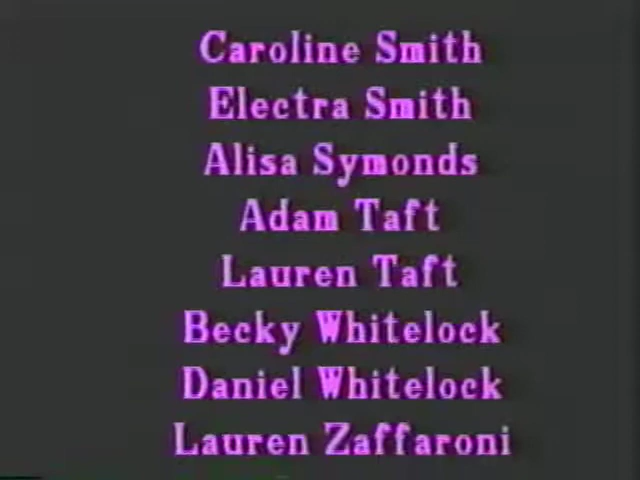 Caroline Smith
Electra Smith
Alisa Symonds
Adam Taft
Lauren Taft
Becky Whitelock
Daniel Whitelock
Lauren Zaffaroni